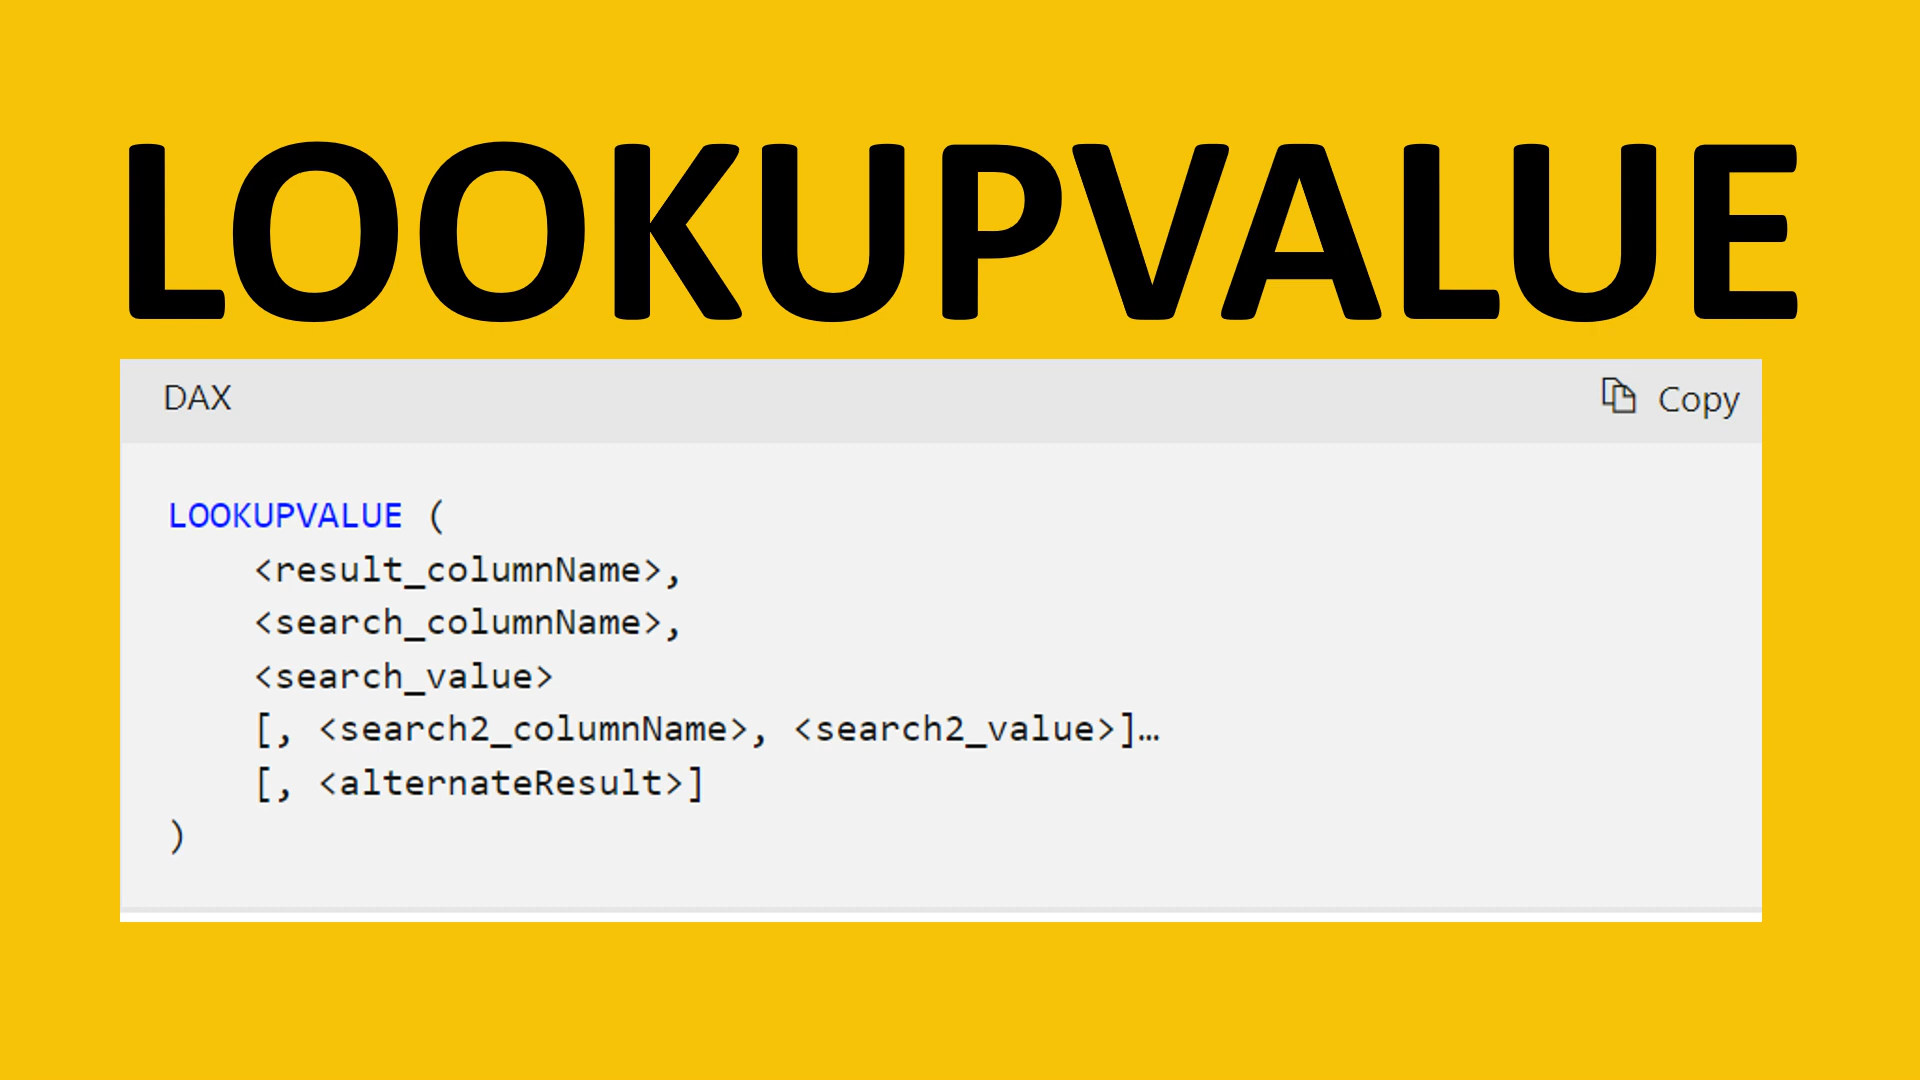 LOOKUPVALUE
DAX
Copy
LOOKUPVALUE (
<result_columnName>,
<search_columnName>,
<search_value>
[, <search2_columnName>, <search2_value>]…
[, <alternateResult>]
)